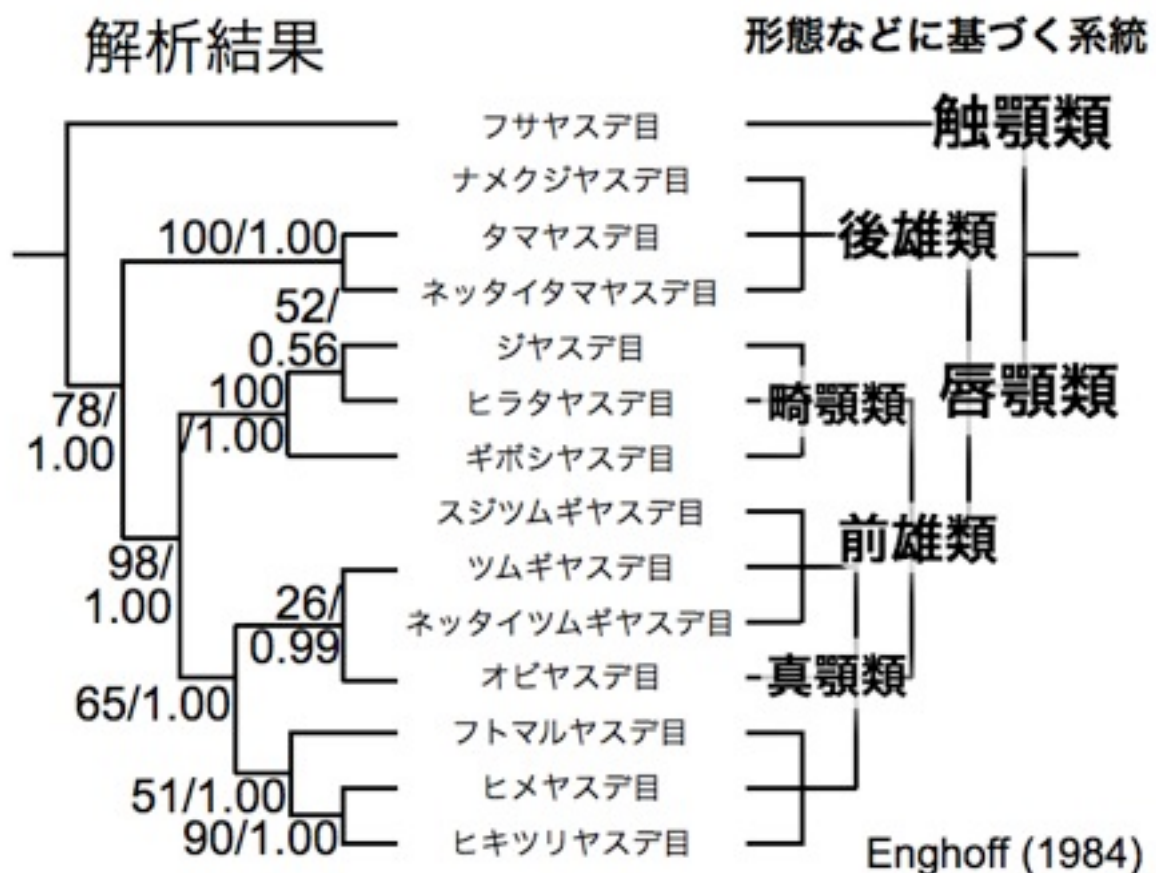 解析結果
形態などに基づく系統
フサヤスデ目
触顎類
ナメクジヤスデ目
100/1.00
タマヤスデ目
後雄類
ネッタイタマヤスデ目
52/
0.56
ジヤスデ目
100
/1.00
ヒラタヤスデ目
畸顎類
唇顎類
78/
1.00
ギボシヤスデ目
スジツムギヤスデ目
98/
1.00
ツムギヤスデ目
前雄類
26/
0.99
ネッタイツムギヤスデ目
オビヤスデ目
真顎類
65/1.00
フトマルヤスデ目
51/1.00
ヒメヤスデ目
90/1.00
ヒキツリヤスデ目
Enghoff (1984)